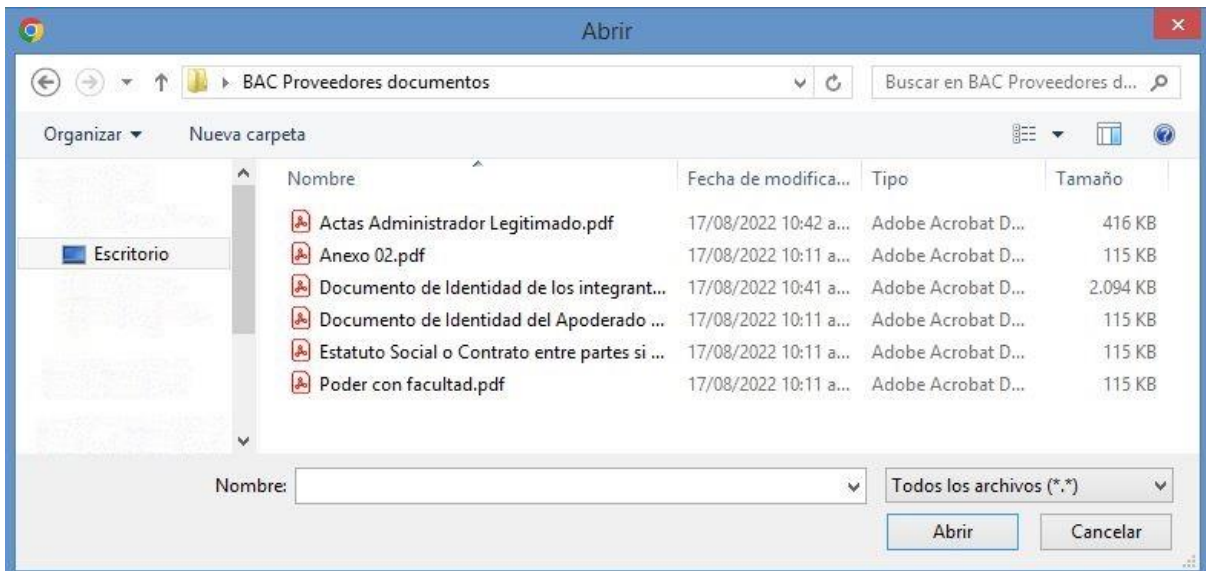 Abrir
BAC Proveedores documentos
Buscar en BAC Proveedores d...
Organizar Nueva carpeta
Nombre Fecha de modifica... Tipo Tamaño
Actas Administrador Legitimado.pdf 17/08/2022 10:42 a... Adobe Acrobat D... 416 KB
Escritorio
Anexo 02.pdf 17/08/2022 10:11 a... Adobe Acrobat D... 115 KB
Documento de Identidad de los integrant... 17/08/2022 10:41 a... Adobe Acrobat D... 2.094 KB
Documento de Identidad del Apoderado ... 17/08/2022 10:11 a... Adobe Acrobat D... 115 KB
Estatuto Social o Contrato entre partes si ... 17/08/2022 10:11 a... Adobe Acrobat D... 115 KB
Poder con facultad.pdf 17/08/2022 10:11 a... Adobe Acrobat D... 115 KB
Nombre: Todos los archivos (*.*)
Abrir Cancelar